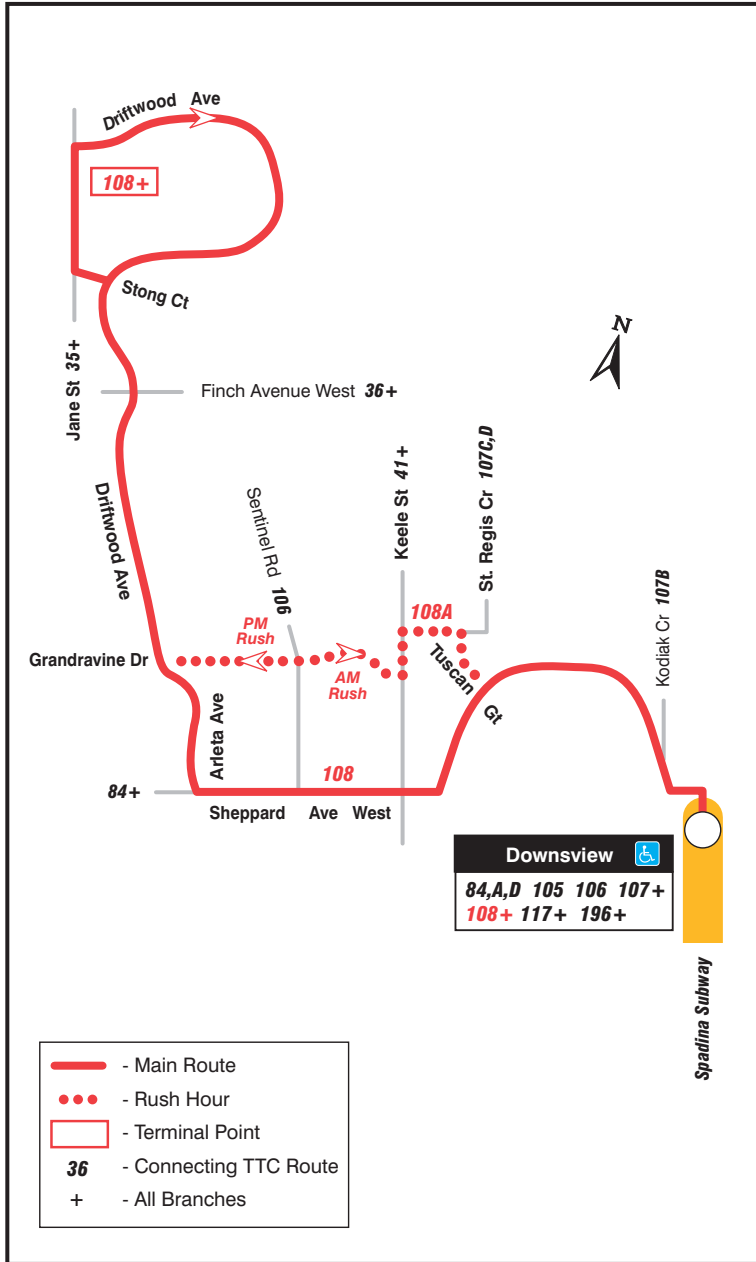 Driftwood Ave
108+
Stong Ct
N
Jane St 35+
Finch Avenue West 36+
Driftwood Ave
Sentinel Rd 106
Keele St 41+
St. Regis Cr 107C,D
108A
PM
Rush
Grandravine Dr
AM
Rush
Tuscan Gt
Kodiak Cr 107B
Arleta Ave
108
84+
Sheppard Ave West
Downsview
84,A,D 105 106 107+
108+ 117+ 196+
Spadina Subway
- Main Route
- Rush Hour
- Terminal Point
36 - Connecting TTC Route
+ - All Branches